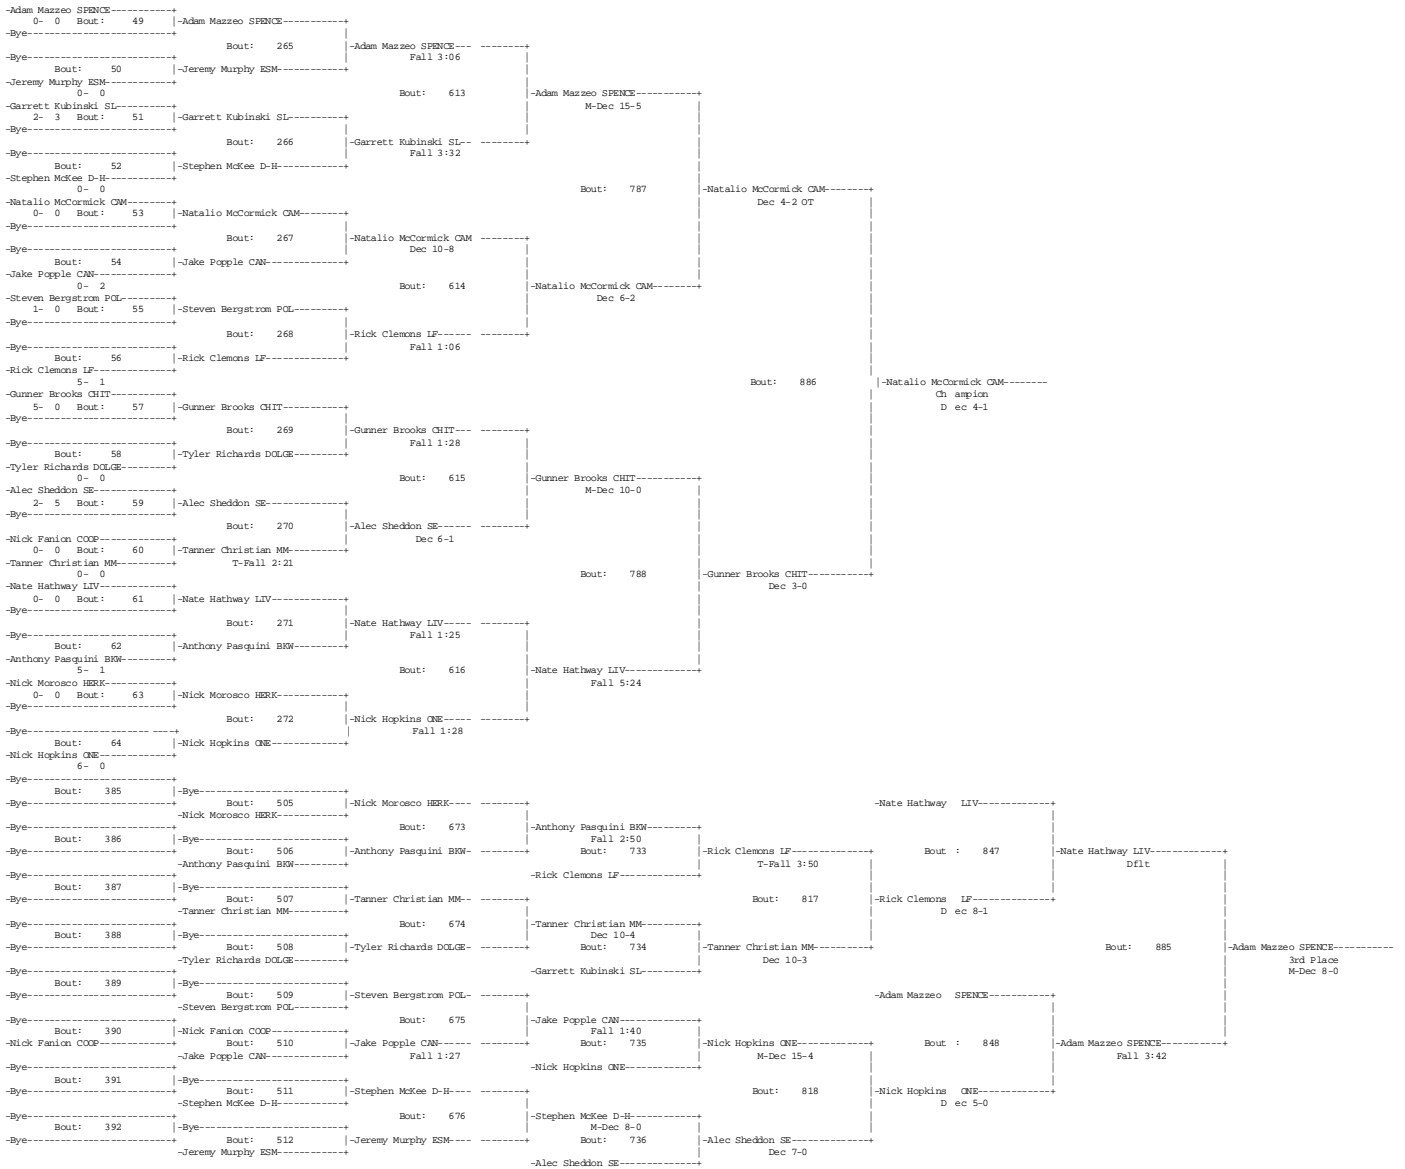 -Adam Mazzeo SPENCE-----------+
0- 0 Bout: 49 |-Adam Mazzeo SPENCE-----------+
-Bye-------------------------+ |
Bout: 265 |-Adam Mazzeo SPENCE--- --------+
-Bye-------------------------+ | Fall 3:06 |
Bout: 50 |-Jeremy Murphy ESM------------+ |
-Jeremy Murphy ESM------------+ |
0- 0 Bout: 613 |-Adam Mazzeo SPENCE-----------+
-Garrett Kubinski SL----------+ | M-Dec 15-5 |
2- 3 Bout: 51 |-Garrett Kubinski SL----------+ | |
-Bye-------------------------+ | | |
Bout: 266 |-Garrett Kubinski SL-- --------+ |
-Bye-------------------------+ | Fall 3:32 |
Bout: 52 |-Stephen McKee D-H------------+ |
-Stephen McKee D-H------------+ |
0- 0 Bout: 787 |-Natalio McCormick CAM--------+
-Natalio McCormick CAM--------+ | Dec 4-2 OT |
0- 0 Bout: 53 |-Natalio McCormick CAM--------+ | |
-Bye-------------------------+ | | |
Bout: 267 |-Natalio McCormick CAM --------+ | |
-Bye-------------------------+ | Dec 10-8 | | |
Bout: 54 |-Jake Popple CAN--------------+ | | |
-Jake Popple CAN--------------+ | | |
0- 2 Bout: 614 |-Natalio McCormick CAM--------+ |
-Steven Bergstrom POL---------+ | Dec 6-2 |
1- 0 Bout: 55 |-Steven Bergstrom POL---------+ | |
-Bye-------------------------+ | | |
Bout: 268 |-Rick Clemons LF------ --------+ |
-Bye-------------------------+ | Fall 1:06 |
Bout: 56 |-Rick Clemons LF--------------+ |
-Rick Clemons LF--------------+ |
5- 1 Bout: 886 |-Natalio McCormick CAM--------
-Gunner Brooks CHIT-----------+ | Ch ampion
5- 0 Bout: 57 |-Gunner Brooks CHIT-----------+ | D ec 4-1
-Bye-------------------------+ | |
Bout: 269 |-Gunner Brooks CHIT--- --------+ |
-Bye-------------------------+ | Fall 1:28 | |
Bout: 58 |-Tyler Richards DOLGE---------+ | |
-Tyler Richards DOLGE---------+ | |
0- 0 Bout: 615 |-Gunner Brooks CHIT-----------+ |
-Alec Sheddon SE--------------+ | M-Dec 10-0 | |
2- 5 Bout: 59 |-Alec Sheddon SE--------------+ | | |
-Bye-------------------------+ | | | |
Bout: 270 |-Alec Sheddon SE------ --------+ | |
-Nick Fanion COOP-------------+ | Dec 6-1 | |
0- 0 Bout: 60 |-Tanner Christian MM----------+ | |
-Tanner Christian MM----------+ T-Fall 2:21 | |
0- 0 Bout: 788 |-Gunner Brooks CHIT-----------+
-Nate Hathway LIV-------------+ | Dec 3-0
0- 0 Bout: 61 |-Nate Hathway LIV-------------+ |
-Bye-------------------------+ | |
Bout: 271 |-Nate Hathway LIV----- --------+ |
-Bye-------------------------+ | Fall 1:25 | |
Bout: 62 |-Anthony Pasquini BKW---------+ | |
-Anthony Pasquini BKW---------+ | |
5- 1 Bout: 616 |-Nate Hathway LIV-------------+
-Nick Morosco HERK------------+ | Fall 5:24
0- 0 Bout: 63 |-Nick Morosco HERK------------+ |
-Bye-------------------------+ | |
Bout: 272 |-Nick Hopkins ONE----- --------+
-Bye--------------------- ----+ | Fall 1:28
Bout: 64 |-Nick Hopkins ONE-------------+
-Nick Hopkins ONE-------------+
6- 0
-Bye-------------------------+
Bout: 385 |-Bye-------------------------+
-Bye-------------------------+ Bout: 505 |-Nick Morosco HERK---- --------+ -Nate Hathway LIV-------------+
-Nick Morosco HERK------------+ | |
-Bye-------------------------+ Bout: 673 |-Anthony Pasquini BKW---------+ |
Bout: 386 |-Bye-------------------------+ | Fall 2:50 | |
-Bye-------------------------+ Bout: 506 |-Anthony Pasquini BKW- --------+ Bout: 733 |-Rick Clemons LF--------------+ Bout : 847 |-Nate Hathway LIV-------------+
-Anthony Pasquini BKW---------+ | T-Fall 3:50 | | Dflt |
-Bye-------------------------+ -Rick Clemons LF--------------+ | | |
Bout: 387 |-Bye-------------------------+ | | |
-Bye-------------------------+ Bout: 507 |-Tanner Christian MM-- --------+ Bout: 817 |-Rick Clemons LF--------------+ |
-Tanner Christian MM----------+ | | D ec 8-1 |
-Bye-------------------------+ Bout: 674 |-Tanner Christian MM----------+ | |
Bout: 388 |-Bye-------------------------+ | Dec 10-4 | | |
-Bye-------------------------+ Bout: 508 |-Tyler Richards DOLGE- --------+ Bout: 734 |-Tanner Christian MM----------+ Bout: 885 |-Adam Mazzeo SPENCE-----------
-Tyler Richards DOLGE---------+ | Dec 10-3 | 3rd Place
-Bye-------------------------+ -Garrett Kubinski SL----------+ | M-Dec 8-0
Bout: 389 |-Bye-------------------------+ |
-Bye-------------------------+ Bout: 509 |-Steven Bergstrom POL- --------+ -Adam Mazzeo SPENCE-----------+ |
-Steven Bergstrom POL---------+ | | |
-Bye-------------------------+ Bout: 675 |-Jake Popple CAN--------------+ | |
Bout: 390 |-Nick Fanion COOP-------------+ | Fall 1:40 | | |
-Nick Fanion COOP-------------+ Bout: 510 |-Jake Popple CAN------ --------+ Bout: 735 |-Nick Hopkins ONE-------------+ Bout : 848 |-Adam Mazzeo SPENCE-----------+
-Jake Popple CAN--------------+ Fall 1:27 | M-Dec 15-4 | | Fall 3:42
-Bye-------------------------+ -Nick Hopkins ONE-------------+ | |
Bout: 391 |-Bye-------------------------+ | |
-Bye-------------------------+ Bout: 511 |-Stephen McKee D-H---- --------+ Bout: 818 |-Nick Hopkins ONE-------------+
-Stephen McKee D-H------------+ | | D ec 5-0
-Bye-------------------------+ Bout: 676 |-Stephen McKee D-H------------+ |
Bout: 392 |-Bye-------------------------+ | M-Dec 8-0 | |
-Bye-------------------------+ Bout: 512 |-Jeremy Murphy ESM---- --------+ Bout: 736 |-Alec Sheddon SE--------------+
-Jeremy Murphy ESM------------+ | Dec 7-0
-Alec Sheddon SE--------------+